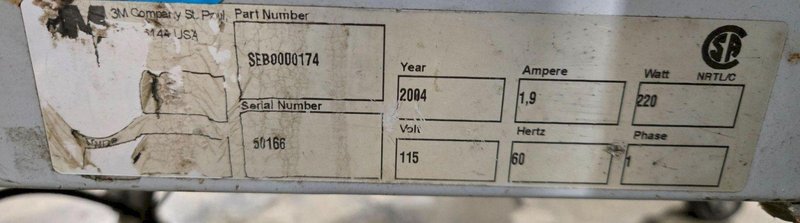 3M Company St. Paul,
5144 USA
Part Number
SEB0000174
Serial Number
50166
Year
2004
Ampere
1,9
Watt
220
Volt
115
Hertz
60
Phase
1
NRTL/C